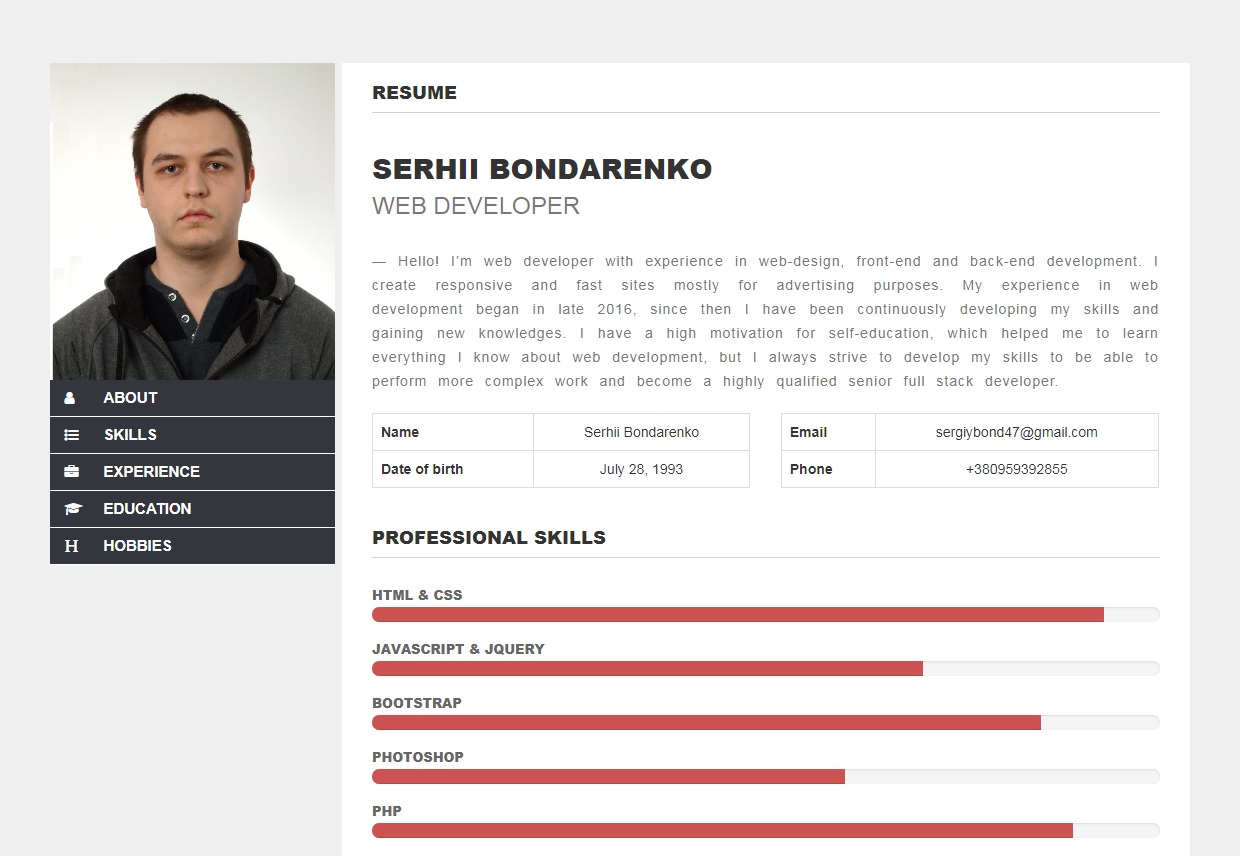 RESUME
SERHII BONDARENKO
WEB DEVELOPER
— Hello! I’m web developer with experience in web-design, front-end and back-end development. I
create responsive and fast sites mostly for advertising purposes. My experience in web
development began in late 2016, since then I have been continuously developing my skills and
gaining new knowledges. I have a high motivation for self-education, which helped me to learn
everything I know about web development, but I always strive to develop my skills to be able to
perform more complex work and become a highly qualified senior full stack developer.
ABOUT
SKILLS
EXPERIENCE
EDUCATION
H HOBBIES
Name Serhii Bondarenko
Date of birth July 28, 1993
Email sergiybond47@gmail.com
Phone +380959392855
PROFESSIONAL SKILLS
HTML & CSS
JAVASCRIPT & JQUERY
BOOTSTRAP
PHOTOSHOP
PHP